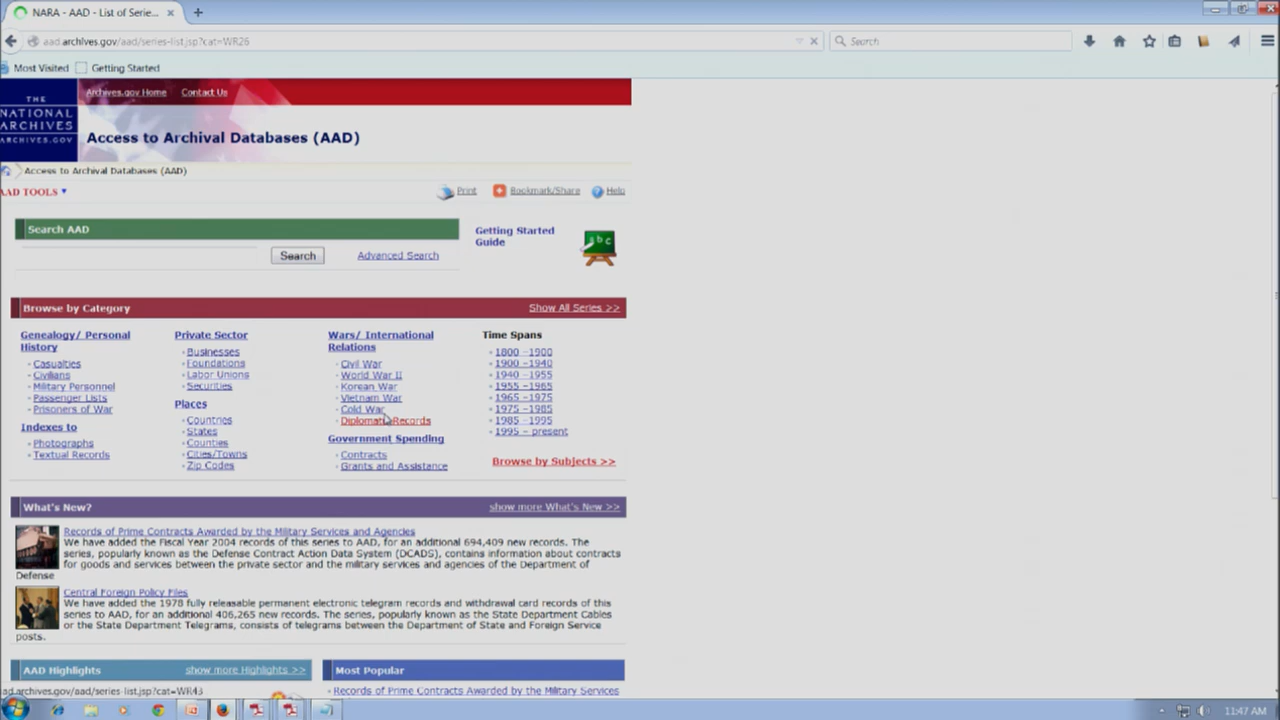 NARA - AAD - List of Serie...
aad.archives.gov/aad/series-list.jsp?cat=WR26
Search
Most Visited
Getting Started
THE
NATIONAL
ARCHIVES
ARCHIVES.GOV
Archives.gov Home
Contact Us
Access to Archival Databases (AAD)
Access to Archival Databases (AAD)
AAD TOOLS
Print
Bookmark/Share
Help
Search AAD
Search
Advanced Search
Getting Started
Guide
abc
Browse by Category
Show All Series >>
Genealogy/ Personal
History
Casualties
Civilians
Military Personnel
Passenger Lists
Prisoners of War
Indexes to
Photographs
Textual Records
Private Sector
Businesses
Foundations
Labor Unions
Securities
Places
Countries
States
Counties
Cities/Towns
Zip Codes
Wars/ International
Relations
Civil War
World War II
Korean War
Vietnam War
Cold War
Diplomatic Records
Government Spending
Contracts
Grants and Assistance
Time Spans
1800 -1900
1900 -1940
1940 -1955
1955 -1965
1965 -1975
1975 -1985
1985 -1995
1995 - present
Browse by Subjects >>
What's New?
show more What's New >>
Records of Prime Contracts Awarded by the Military Services and Agencies
We have added the Fiscal Year 2004 records of this series to AAD, for an additional 694,409 new records. The
series, popularly known as the Defense Contract Action Data System (DCADS), contains information about contracts
for goods and services between the private sector and the military services and agencies of the Department of
Defense
Central Foreign Policy Files
We have added the 1978 fully releasable permanent electronic telegram records and withdrawal card records of this
series to AAD, for an additional 406,265 new records. The series, popularly known as the State Department Cables
or the State Department Telegrams, consists of telegrams between the Department of State and Foreign Service
posts.
AAD Highlights
show more Highlights >>
Most Popular
Records of Prime Contracts Awarded by the Military Services
ad.archives.gov/aad/series-list.jsp?cat=WR43
11:47 AM